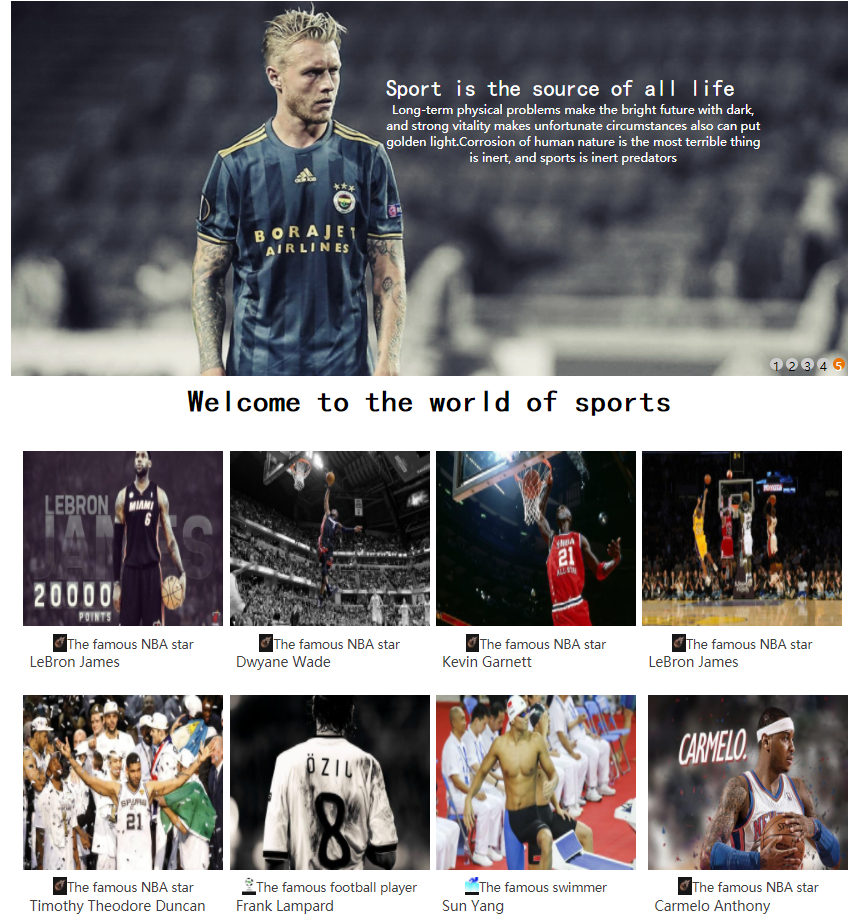 Sport is the source of all life
Long-term physical problems make the bright future with dark,
and strong vitality makes unfortunate circumstances also can put
golden light.Corrosion of human nature is the most terrible thing
is inert, and sports is inert predators
adidas
BORAJET
AIRLINES
1 2 3 4 5
Welcome to the world of sports
LEBRON
JAMES
MIAMI
6
20000
POINTS
21
ALL-STAR
TOYOTA
The famous NBA star
LeBron James
The famous NBA star
Dwyane Wade
The famous NBA star
Kevin Garnett
The famous NBA star
LeBron James
SPURS
21
ÖZIL
8
CARMELO.
The famous NBA star
Timothy Theodore Duncan
The famous football player
Frank Lampard
The famous swimmer
Sun Yang
The famous NBA star
Carmelo Anthony